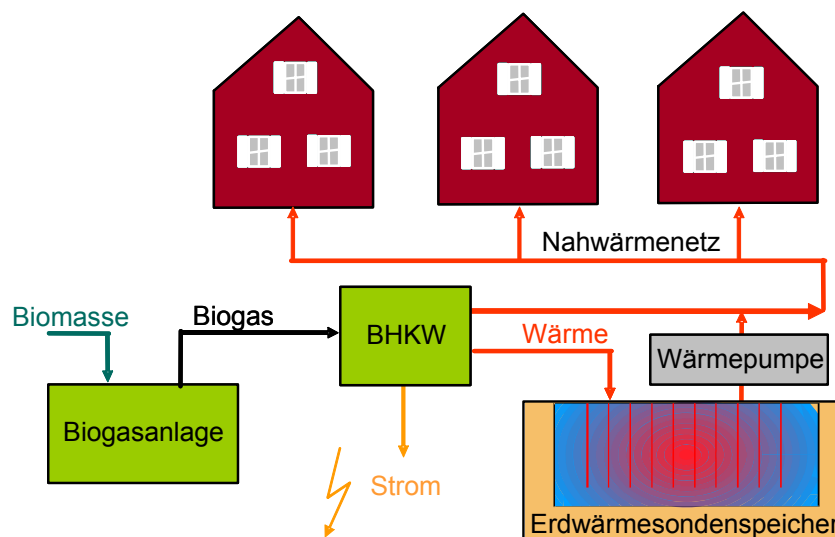 Nahwärmenetz
Biomasse
Biogas
BHKW
Wärme
Wärmepumpe
Biogasanlage
Strom
Erdwärmesondenspeicher